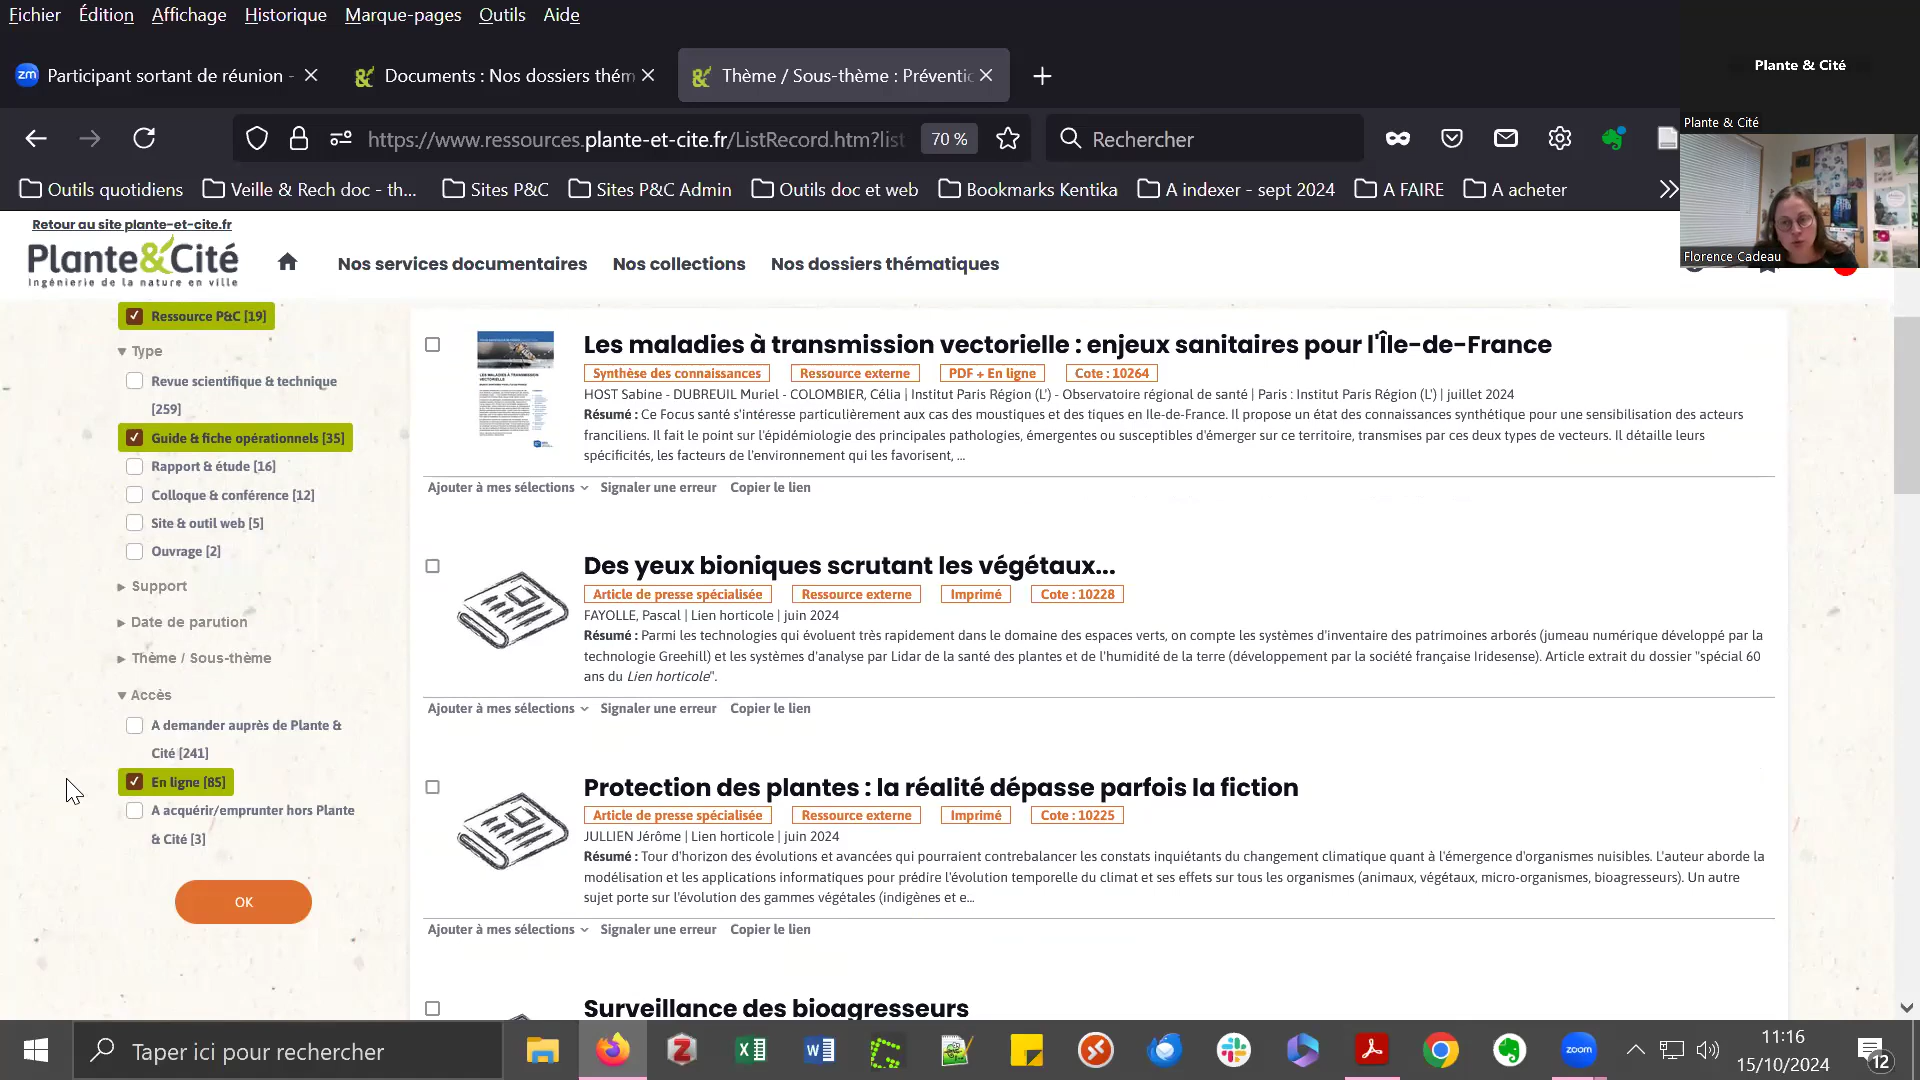 Fichier Édition Affichage Historique Marque-pages Outils Aide
Participant sortant de réunion -
Documents : Nos dossiers thém
Thème / Sous-thème : Préventic
Plante & Cité
https://www.ressources.plante-et-cite.fr/ListRecord.htm?list
70 %
Rechercher
Plante & Cité
Outils quotidiens
Veille & Rech doc - th...
Sites P&C
Sites P&C Admin
Outils doc et web
Bookmarks Kentika
A indexer - sept 2024
A FAIRE
A acheter
Florence Cadeau
Retour au site plante-et-cite.fr
Plante&Cité
Ingénierie de la nature en ville
Nos services documentaires
Nos collections
Nos dossiers thématiques
Ressource P&C [19]
Type
Revue scientifique & technique
[259]
Guide & fiche opérationnels [35]
Rapport & étude [16]
Colloque & conférence [12]
Site & outil web [5]
Ouvrage [2]
Support
Date de parution
Thème / Sous-thème
Accès
A demander auprès de Plante &
Cité [241]
En ligne [85]
A acquérir/emprunter hors Plante
& Cité [3]
OK
Les maladies à transmission vectorielle : enjeux sanitaires pour l'Île-de-France
Synthèse des connaissances Ressource externe PDF + En ligne Cote : 10264
HOST Sabine - DUBREUIL Muriel - COLOMBIER, Célia | Institut Paris Région (L') - Observatoire régional de santé | Paris : Institut Paris Région (L') | juillet 2024
Résumé : Ce Focus santé s'intéresse particulièrement aux cas des moustiques et des tiques en Ile-de-France. Il propose un état des connaissances synthétique pour une sensibilisation des acteurs
franciliens. Il fait le point sur l'épidémiologie des principales pathologies, émergentes ou susceptibles d'émerger sur ce territoire, transmises par ces deux types de vecteurs. Il détaille leurs
spécificités, les facteurs de l'environnement qui les favorisent, ...
Ajouter à mes sélections Signaler une erreur Copier le lien
Des yeux bioniques scrutant les végétaux...
Article de presse spécialisée Ressource externe Imprimé Cote : 10228
FAYOLLE, Pascal | Lien horticole | juin 2024
Résumé : Parmi les technologies qui évoluent très rapidement dans le domaine des espaces verts, on compte les systèmes d'inventaire des patrimoines arborés (jumeau numérique développé par la
technologie Greehill) et les systèmes d'analyse par Lidar de la santé des plantes et de l'humidité de la terre (développement par la société française Iridesense). Article extrait du dossier "spécial 60
ans du Lien horticole".
Ajouter à mes sélections Signaler une erreur Copier le lien
Protection des plantes : la réalité dépasse parfois la fiction
Article de presse spécialisée Ressource externe Imprimé Cote : 10225
JULLIEN Jérôme | Lien horticole | juin 2024
Résumé : Tour d'horizon des évolutions et avancées qui pourraient contrebalancer les constats inquiétants du changement climatique quant à l'émergence d'organismes nuisibles. L'auteur aborde la
modélisation et les applications informatiques pour prédire l'évolution temporelle du climat et ses effets sur tous les organismes (animaux, végétaux, micro-organismes, bioagresseurs). Un autre
sujet porte sur l'évolution des gammes végétales (indigènes et e...
Ajouter à mes sélections Signaler une erreur Copier le lien
Surveillance des bioagresseurs
Taper ici pour rechercher
zoom
11:16
15/10/2024
12